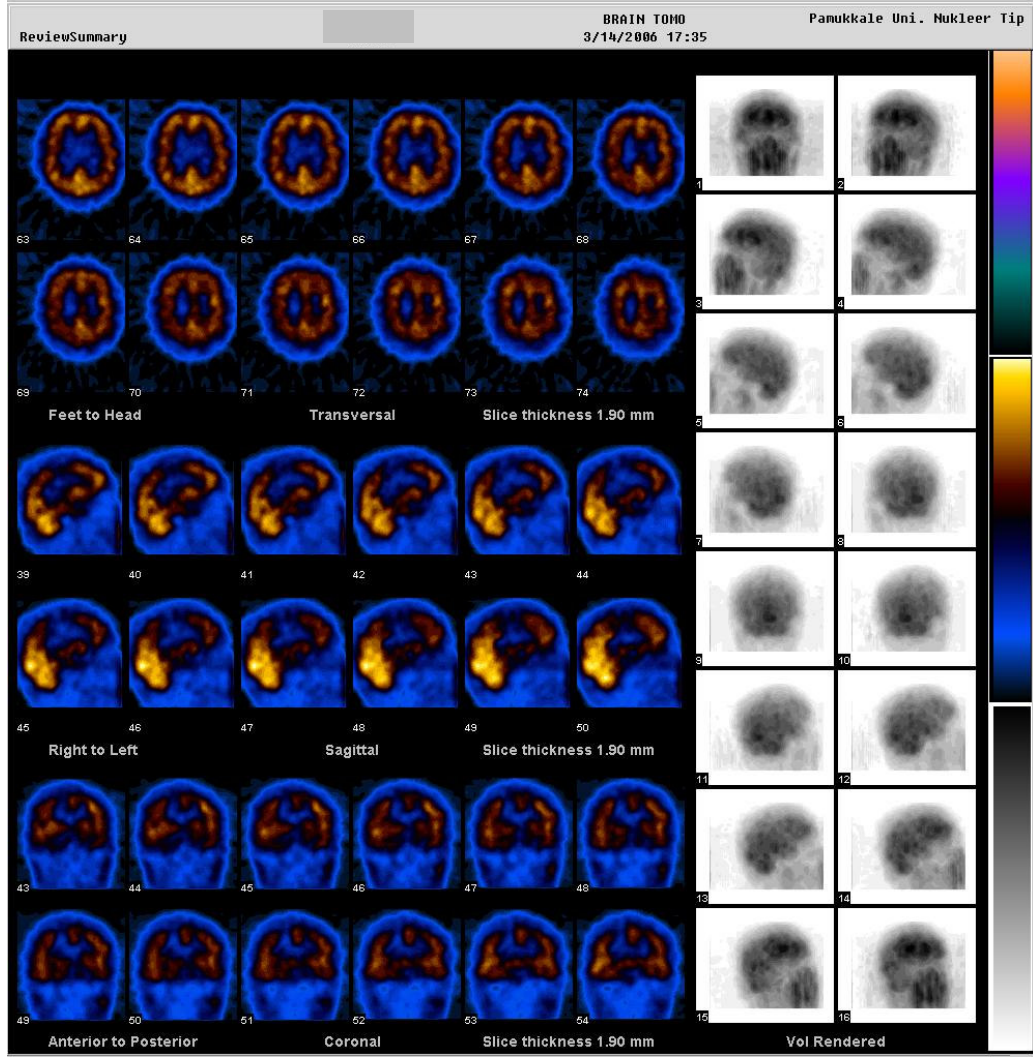 BRAIN TOMO Pamukkale Uni. Nukleer Tip
ReviewSummary 3/14/2006 17:35
63 64 65 66 67 68
69 70 71 72 73 74
Feet to Head Transversal Slice thickness 1.90 mm
39 40 41 42 43 44
45 46 47 48 49 50
Right to Left Sagittal Slice thickness 1.90 mm
43 44 45 46 47 48
49 50 51 52 53 54
Anterior to Posterior Coronal Slice thickness 1.90 mm
1 2
3 4
5 6
7 8
9 10
11 12
13 14
15 16
Vol Rendered